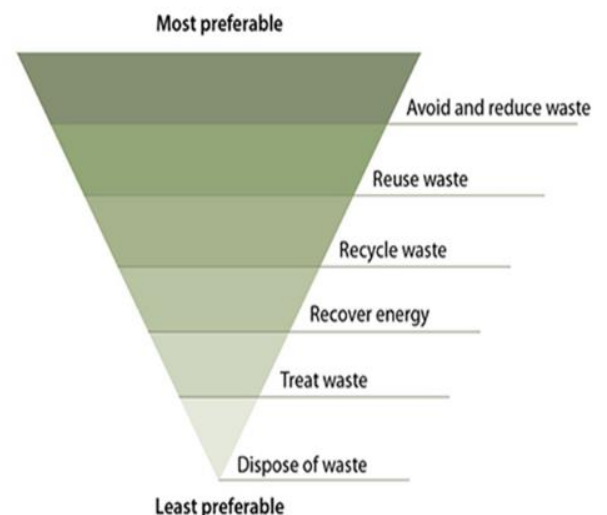 Most preferable
Avoid and reduce waste
Reuse waste
Recycle waste
Recover energy
Treat waste
Dispose of waste
Least preferable